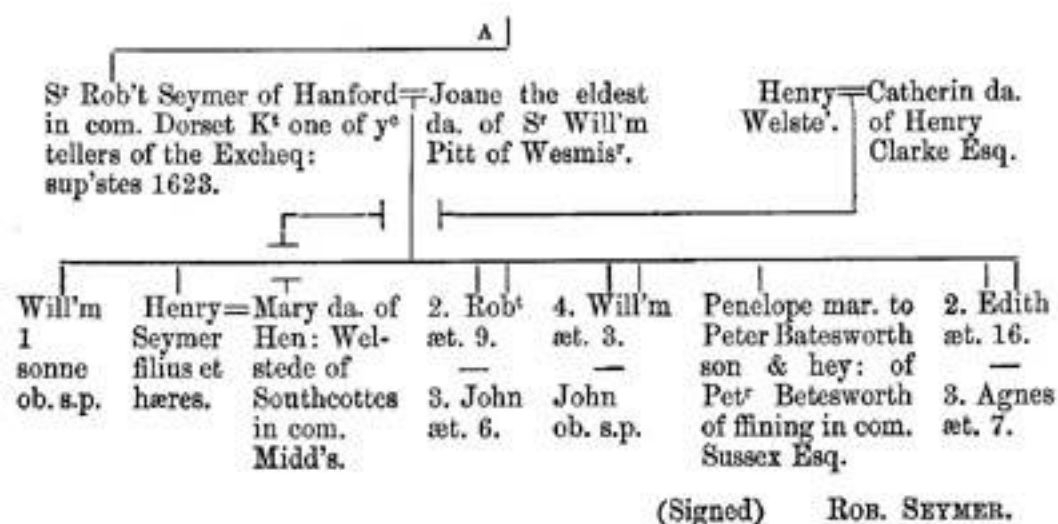 A
Sʳ Rob't Seymer of Hanford=Joane the eldest
in com. Dorset Kᵗ one of yᵉ da. of Sʳ Will'm
tellers of the Excheq: Pitt of Wesmisʳ.
sup'stes 1623.
Henry=Catherin da.
Welste'. of Henry
Clarke Esq.
Will'm
1
sonne
ob. s.p.
Henry=Mary da. of
Seymer Hen: Wel-
filius et stede of
hæres. Southcottes
in com.
Midd's.
2. Robᵗ
æt. 9.
—
3. John
æt. 6.
4. Will'm
æt. 3.
—
John
ob. s.p.
Penelope mar. to
Peter Batesworth
son & hey: of
Petʳ Betesworth
of ffining in com.
Sussex Esq.
2. Edith
æt. 16.
—
3. Agnes
æt. 7.
(Signed) ROB. SEYMER.